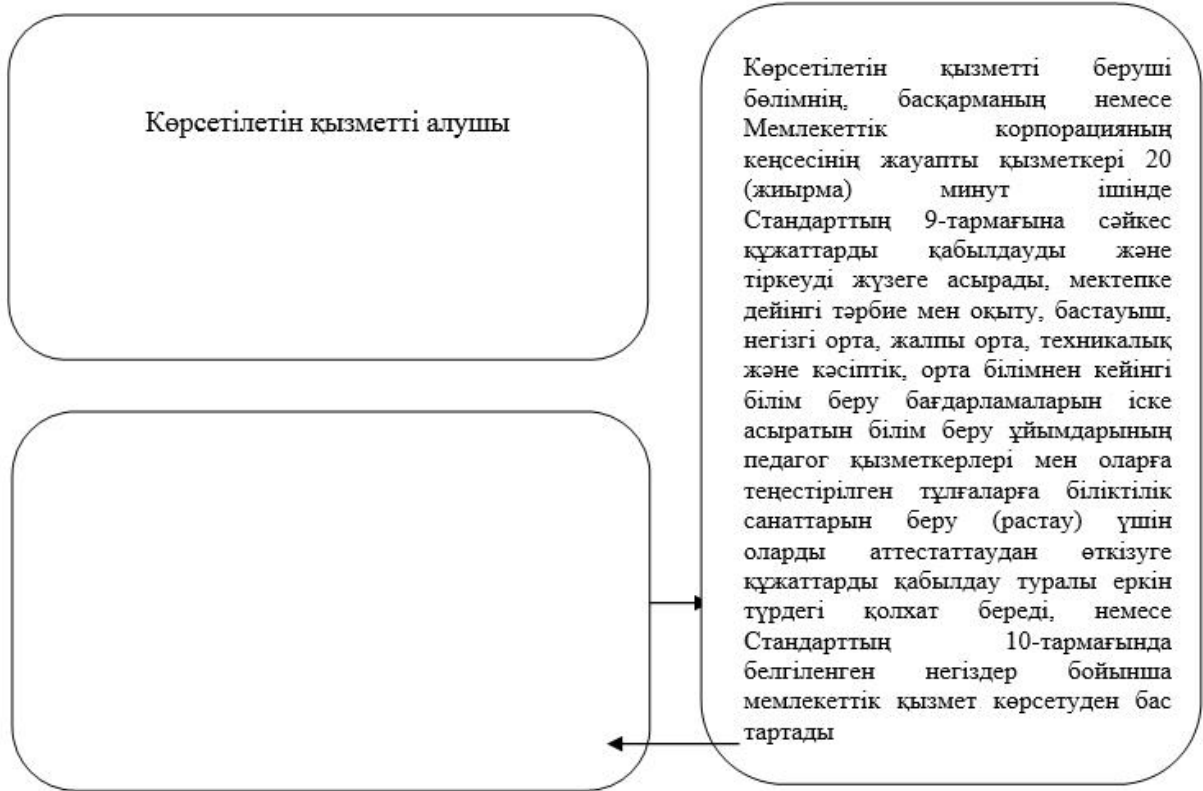 Көрсетілетін қызметті алушы
Көрсетілетін қызметті беруші
бөлімнің, басқарманың немесе
Мемлекеттік корпорацияның
кеңсесінің жауапты қызметкері 20
(жиырма) минут ішінде
Стандарттың 9-тармағына сәйкес
құжаттарды қабылдауды және
тіркеуді жүзеге асырады, мектепке
дейінгі тәрбие мен оқыту, бастауыш,
негізгі орта, жалпы орта, техникалық
және кәсіптік, орта білімнен кейінгі
білім беру бағдарламаларын іске
асыратын білім беру ұйымдарының
педагог қызметкерлері мен оларға
теңестірілген тұлғаларға біліктілік
санаттарын беру (растау) үшін
оларды аттестаттаудан өткізуге
құжаттарды қабылдау туралы еркін
түрдегі қолхат береді, немесе
Стандарттың 10-тармағында
белгіленген негіздер бойынша
мемлекеттік қызмет көрсетуден бас
тартады